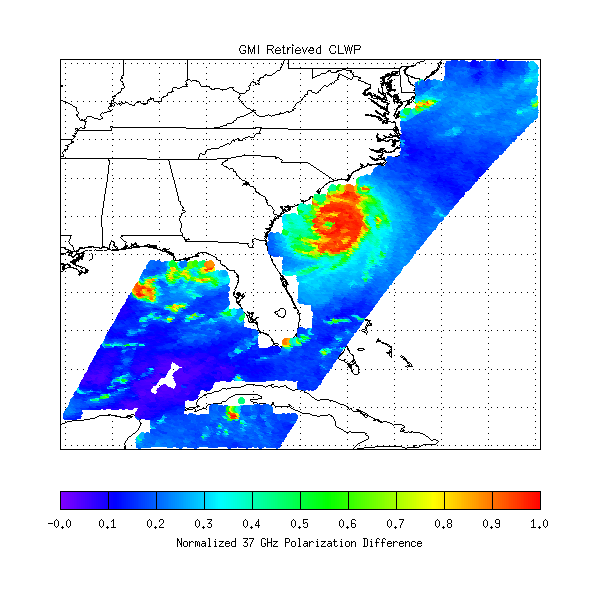 GMI Retrieved CLWP
-0.0 0.1 0.2 0.3 0.4 0.5 0.6 0.7 0.8 0.9 1.0
Normalized 37 GHz Polarization Difference